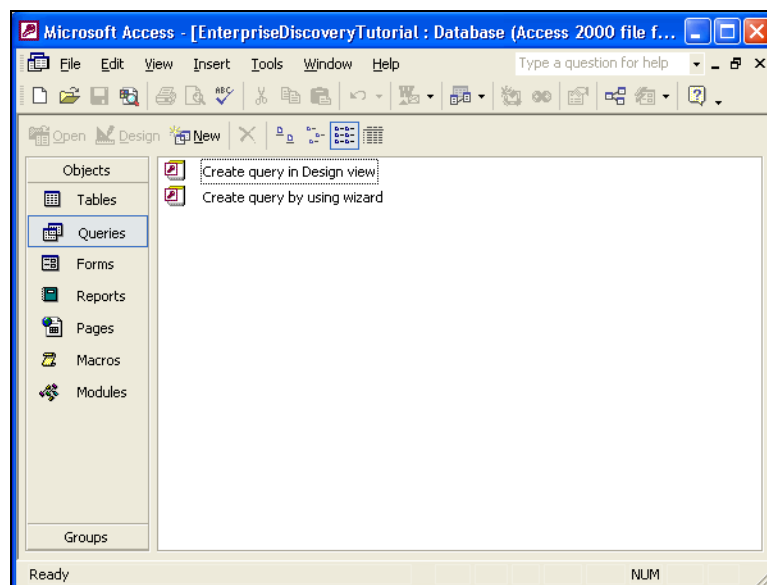 Microsoft Access - [EnterpriseDiscoveryTutorial : Database (Access 2000 file f...
File Edit View Insert Tools Window Help Type a question for help
ABC
Open Design New
Objects
Create query in Design view
Tables
Create query by using wizard
Queries
Forms
Reports
Pages
Macros
Modules
Groups
Ready NUM